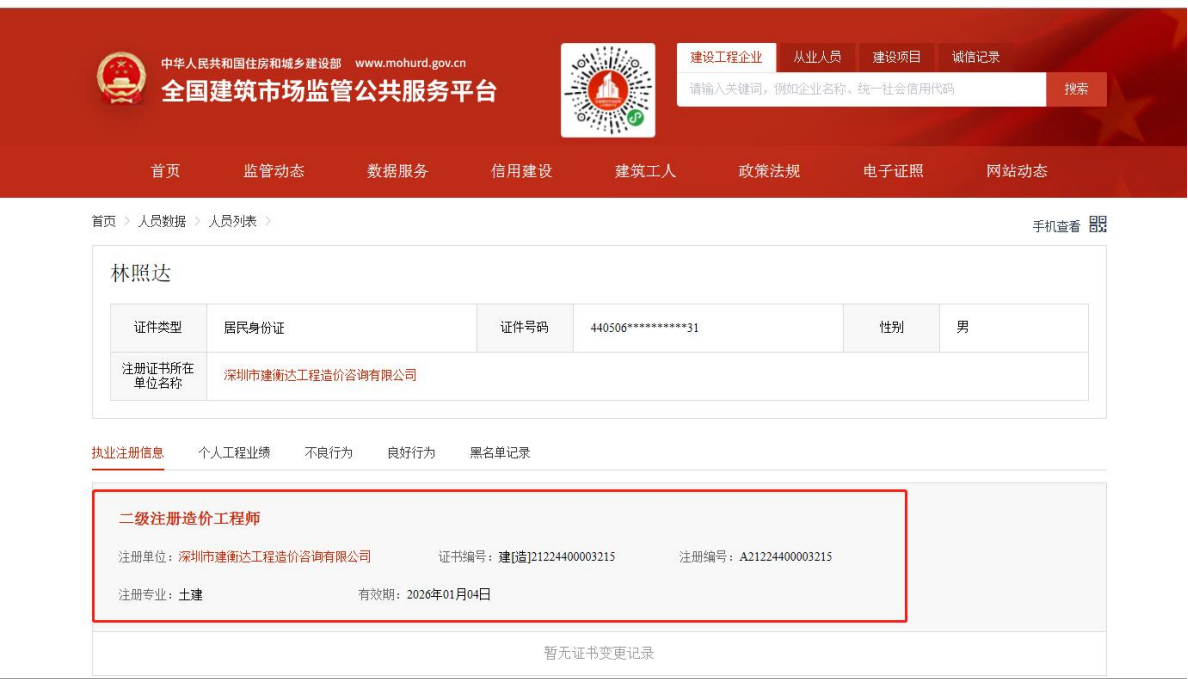 中华人民共和国住房和城乡建设部 www.mohurd.gov.cn
全国建筑市场监管公共服务平台
建设工程企业 从业人员 建设项目 诚信记录
请输入关键词，例如企业名称、统一社会信用代码 搜索
首页 监管动态 数据服务 信用建设 建筑工人 政策法规 电子证照 网站动态
首页 > 人员数据 > 人员列表 >
手机查看
林照达
证件类型 居民身份证 证件号码 440506**********31 性别 男
注册证书所在
单位名称
深圳市建衡达工程造价咨询有限公司
执业注册信息 个人工程业绩 不良行为 良好行为 黑名单记录
二级注册造价工程师
注册单位：深圳市建衡达工程造价咨询有限公司 证书编号：建[造]21224400003215 注册编号：A21224400003215
注册专业：土建 有效期：2026年01月04日
暂无证书变更记录